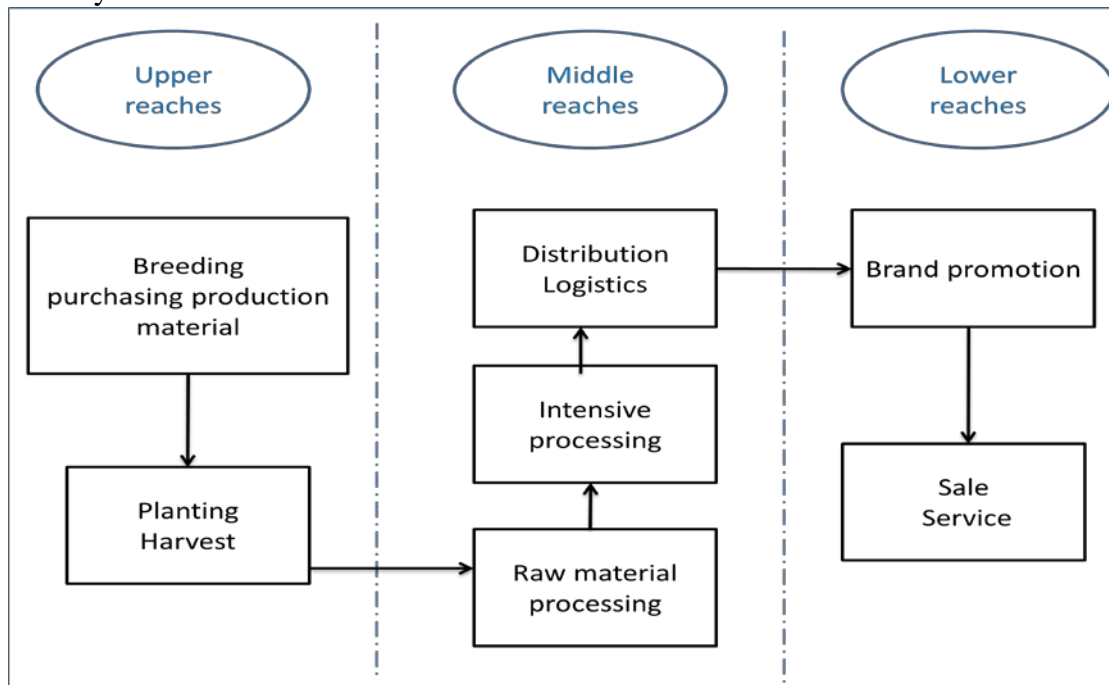 Upper
reaches
Middle
reaches
Lower
reaches
Breeding
purchasing production
material
Planting
Harvest
Distribution
Logistics
Intensive
processing
Raw material
processing
Brand promotion
Sale
Service